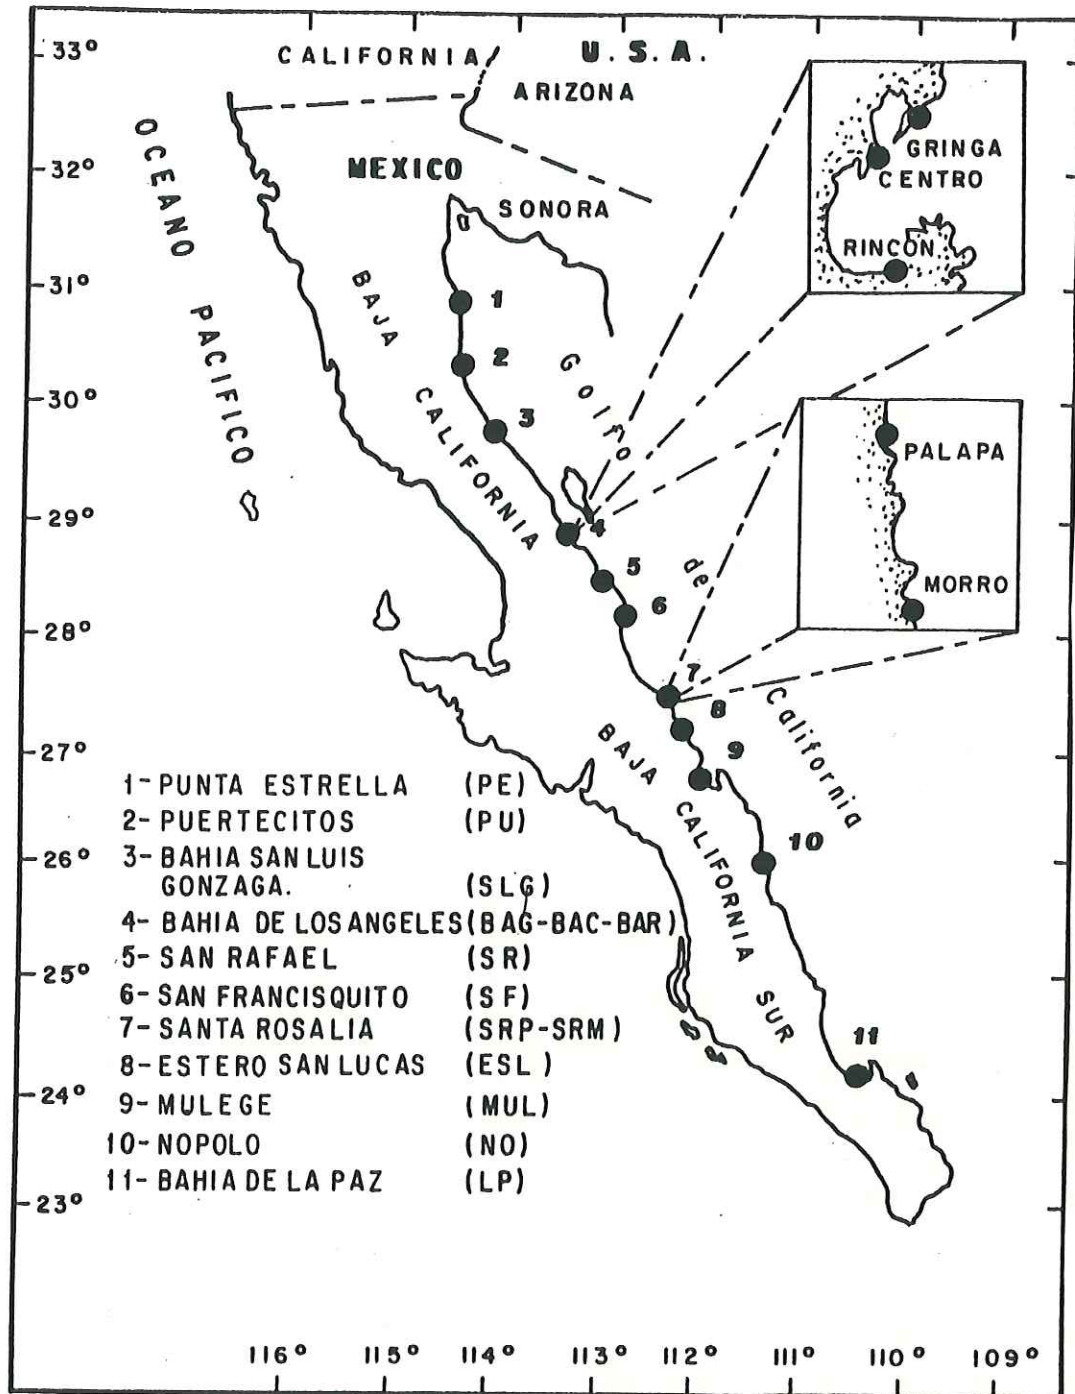 33°
CALIFORNIA
U. S. A.
ARIZONA
OCEANO PACIFICO
32°
MEXICO
SONORA
GRINGA
CENTRO
RINCON
31°
BAJA CALIFORNIA
1
2
30°
3
Golfo de California
PALAPA
29°
4
5
MORRO
6
28°
7
8
27°
9
BAJA CALIFORNIA SUR
1- PUNTA ESTRELLA (PE)
2- PUERTECITOS (PU)
3- BAHIA SAN LUIS
GONZAGA. (SLG)
4- BAHIA DE LOS ANGELES (BAG-BAC-BAR)
5- SAN RAFAEL (SR)
6- SAN FRANCISQUITO (SF)
7- SANTA ROSALIA (SRP-SRM)
8- ESTERO SAN LUCAS (ESL)
9- MULEGE (MUL)
10- NOPOLO (NO)
11- BAHIA DE LA PAZ (LP)
26°
10
25°
11
24°
23°
116° 115° 114° 113° 112° 111° 110° 109°